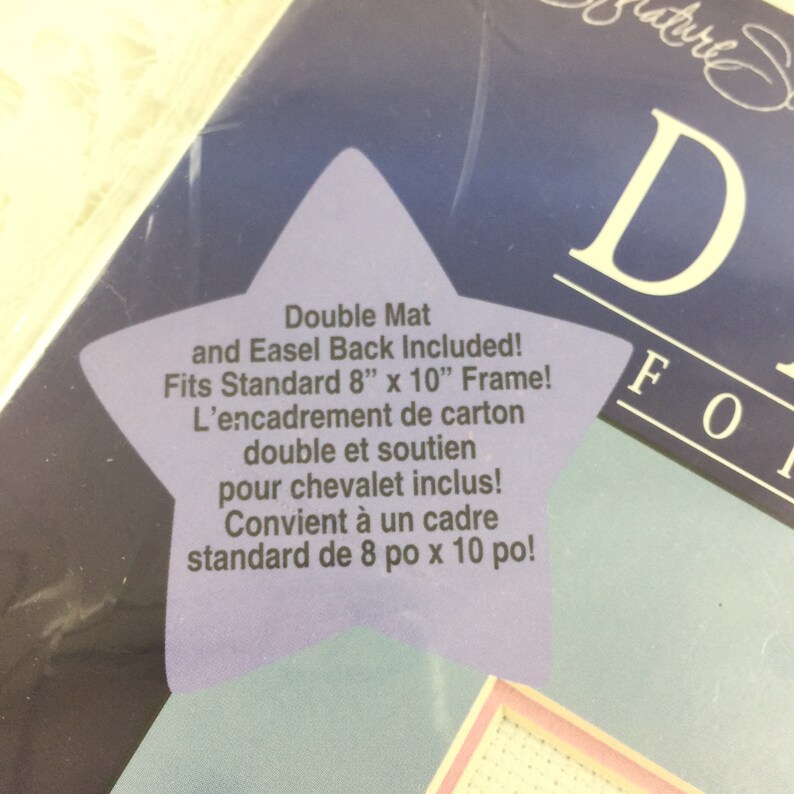 Double Mat
and Easel Back Included!
Fits Standard 8” x 10” Frame!
L'encadrement de carton
double et soutien
pour chevalet inclus!
Convient à un cadre
standard de 8 po x 10 po!